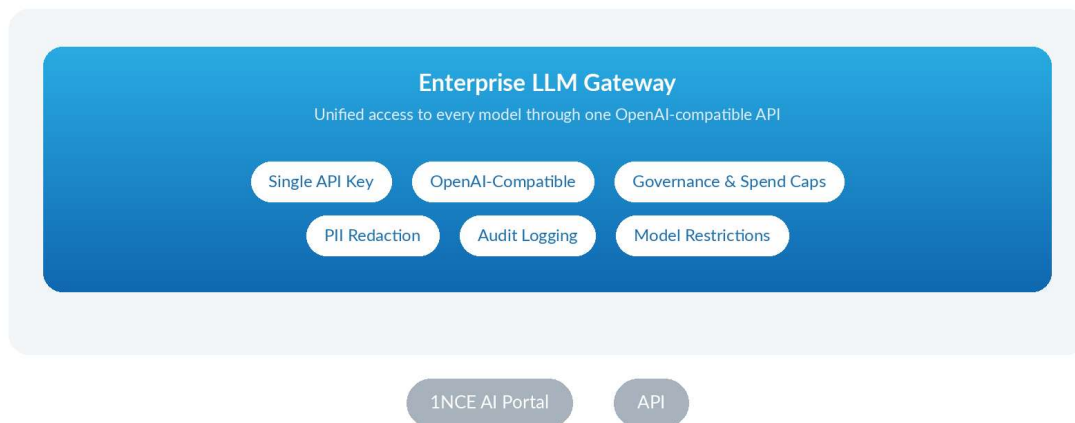 Enterprise LLM Gateway
Unified access to every model through one OpenAI-compatible API
Single API Key OpenAI-Compatible Governance & Spend Caps
PII Redaction Audit Logging Model Restrictions
1NCE AI Portal API